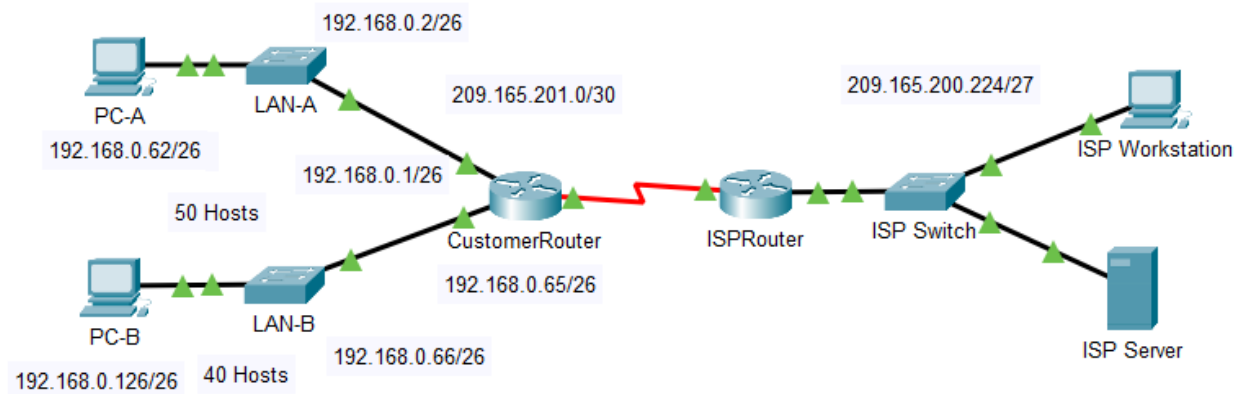 192.168.0.2/26
PC-A
LAN-A
209.165.201.0/30
209.165.200.224/27
192.168.0.62/26
ISP Workstation
192.168.0.1/26
50 Hosts
CustomerRouter
ISPRouter
ISP Switch
192.168.0.65/26
PC-B
LAN-B
192.168.0.66/26
ISP Server
192.168.0.126/26
40 Hosts